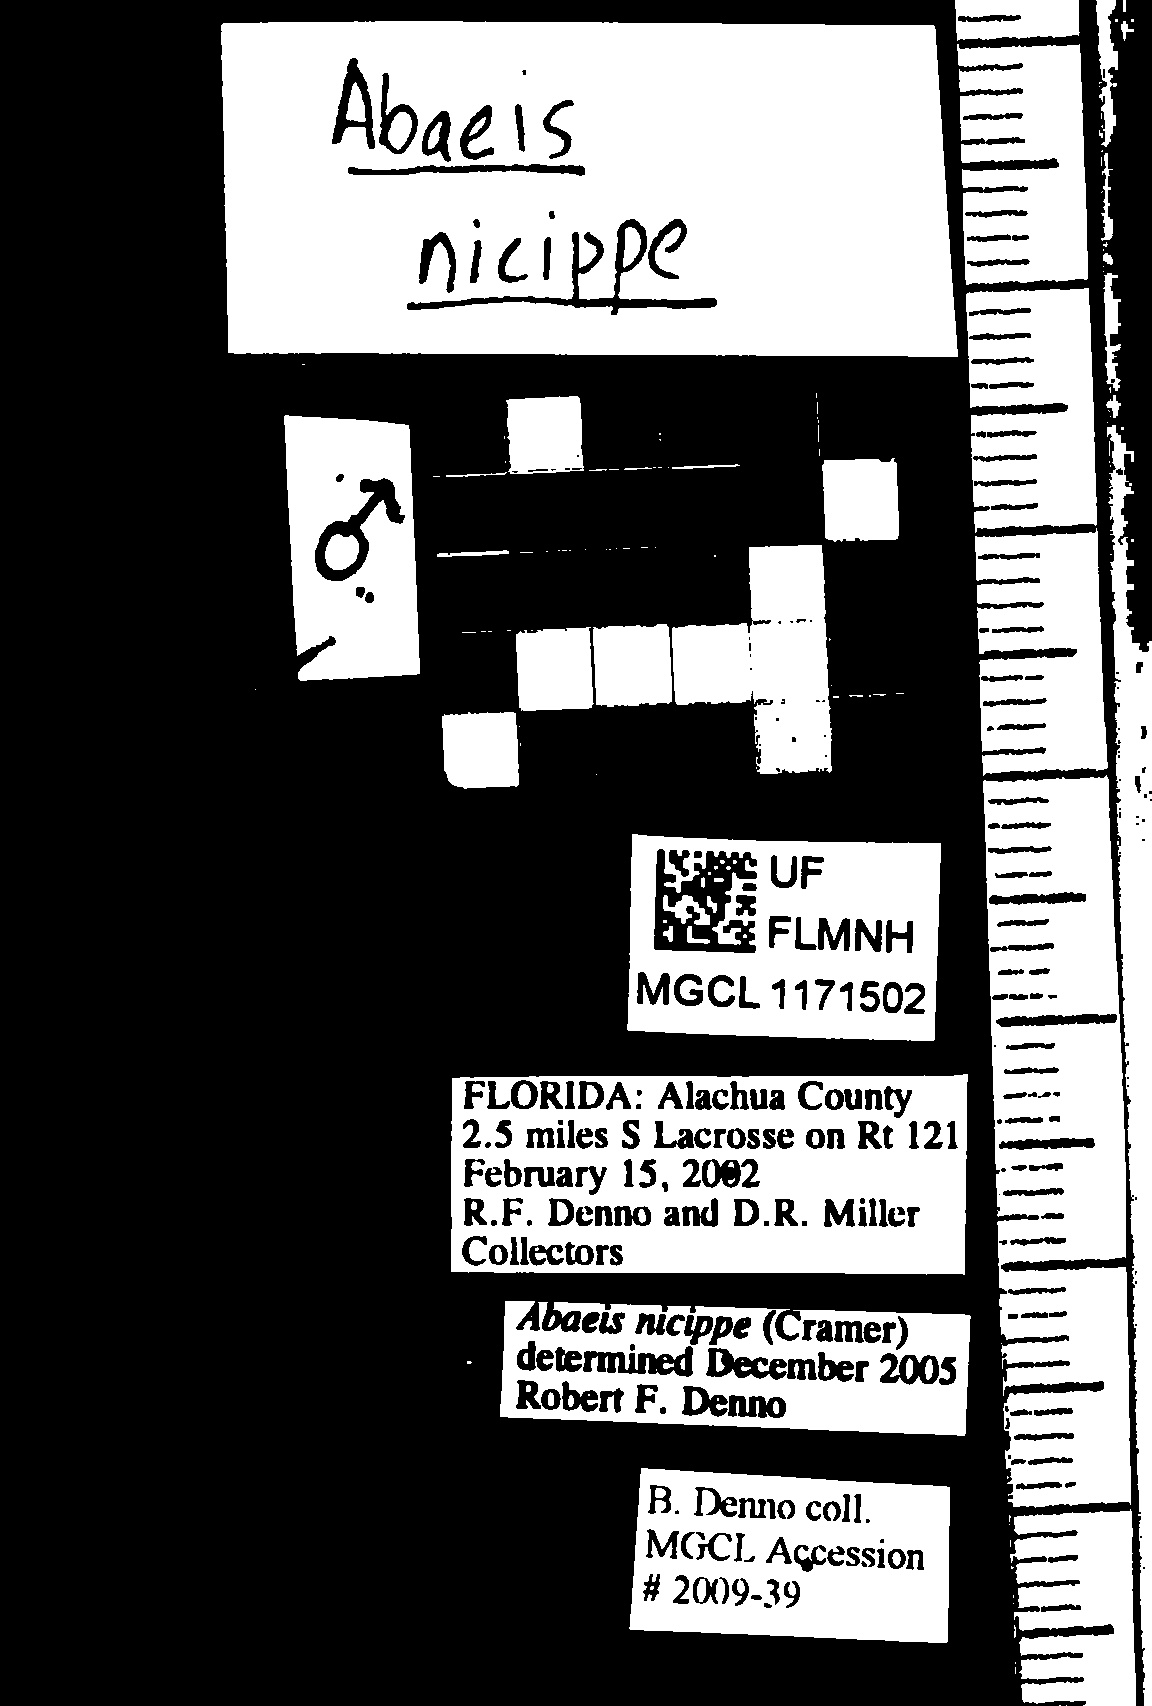 Abaeis
nicippe
♂
UF
FLMNH
MGCL 1171502
FLORIDA: Alachua County
2.5 miles S Lacrosse on Rt 121
February 15, 2002
R.F. Denno and D.R. Miller
Collectors
Abaeis nicippe (Cramer)
determined December 2005
Robert F. Denno
B. Denno coll.
MGCL Accession
# 2009-39